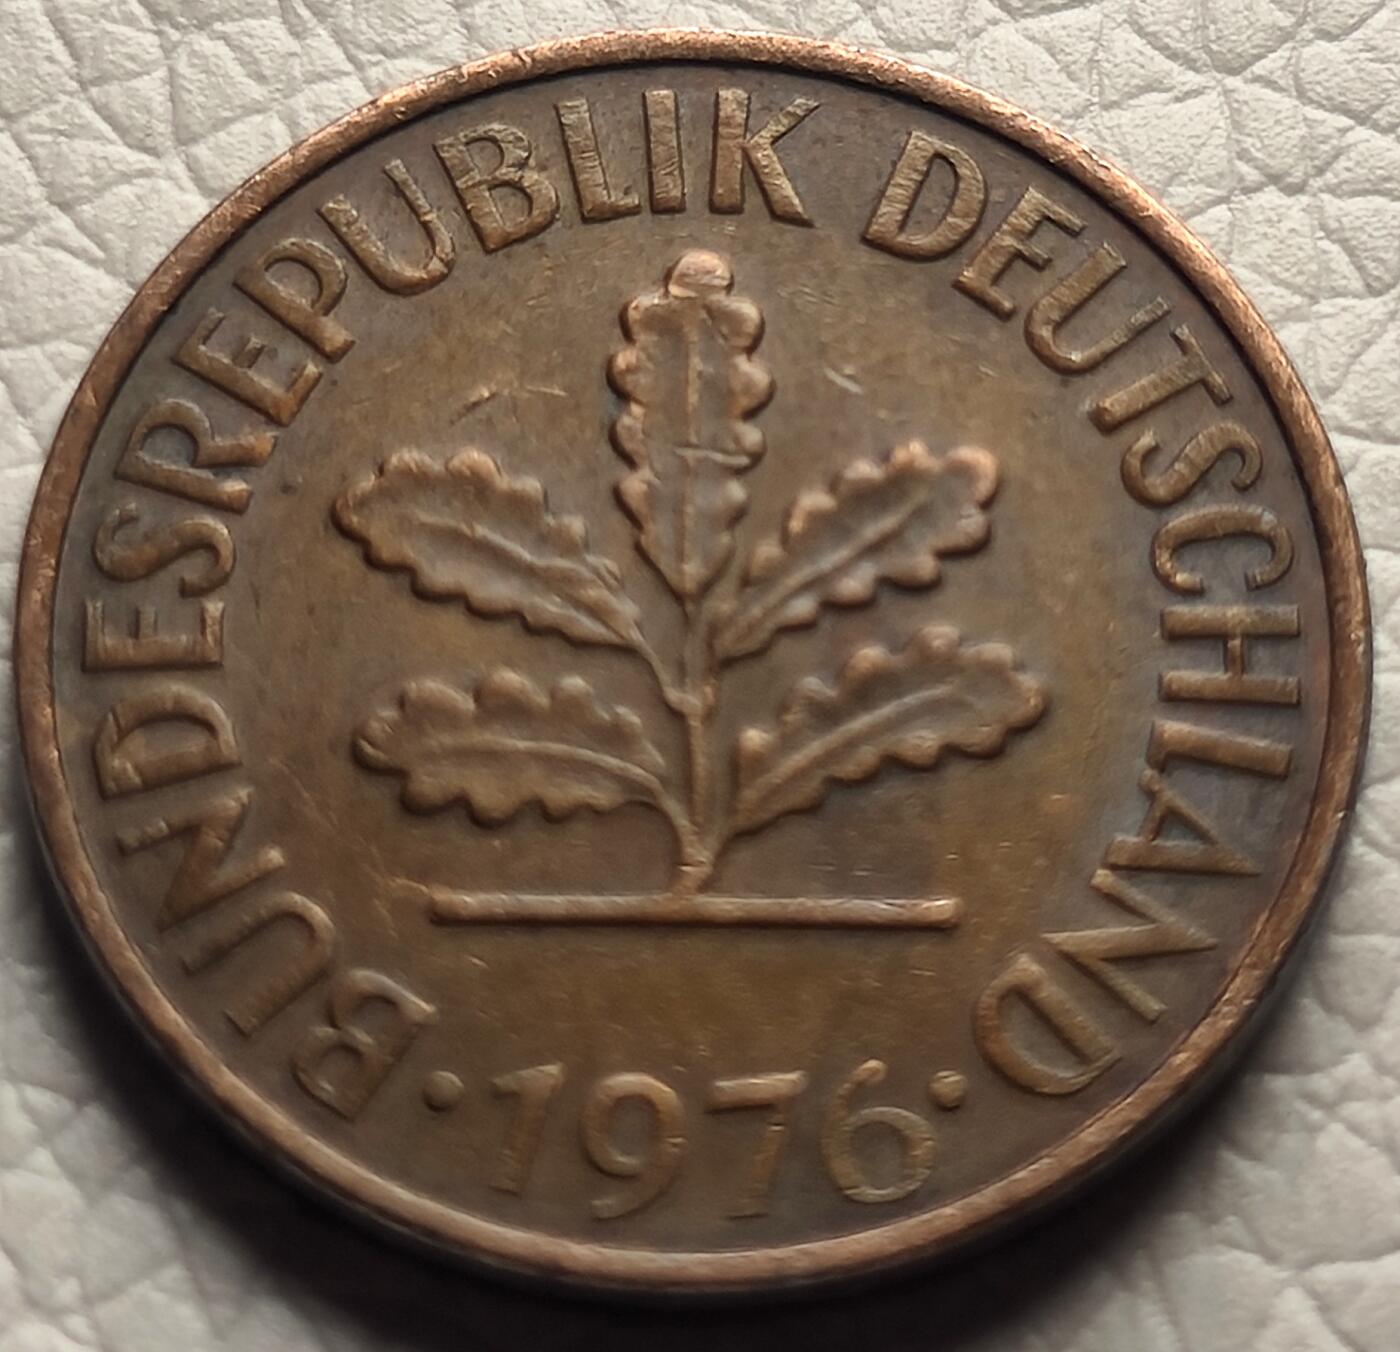 BUNDESREPUBLIK DEUTSCHLAND
· 1976 ·